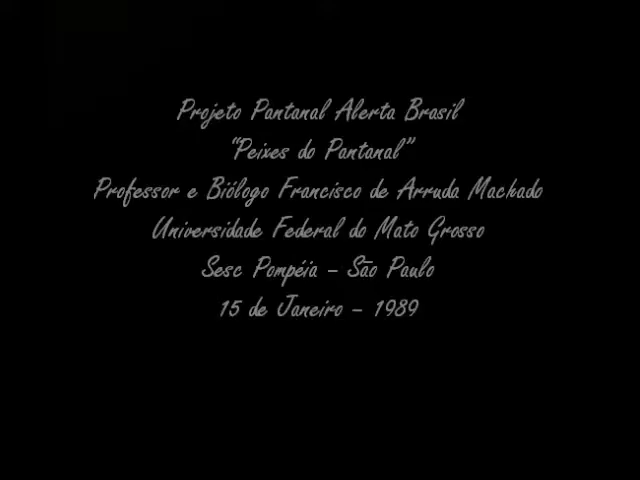 Projeto Pantanal Alerta Brasil
"Peixes do Pantanal"
Professor e Biólogo Francisco de Arruda Machado
Universidade Federal do Mato Grosso
Sesc Pompéia – São Paulo
15 de Janeiro – 1989